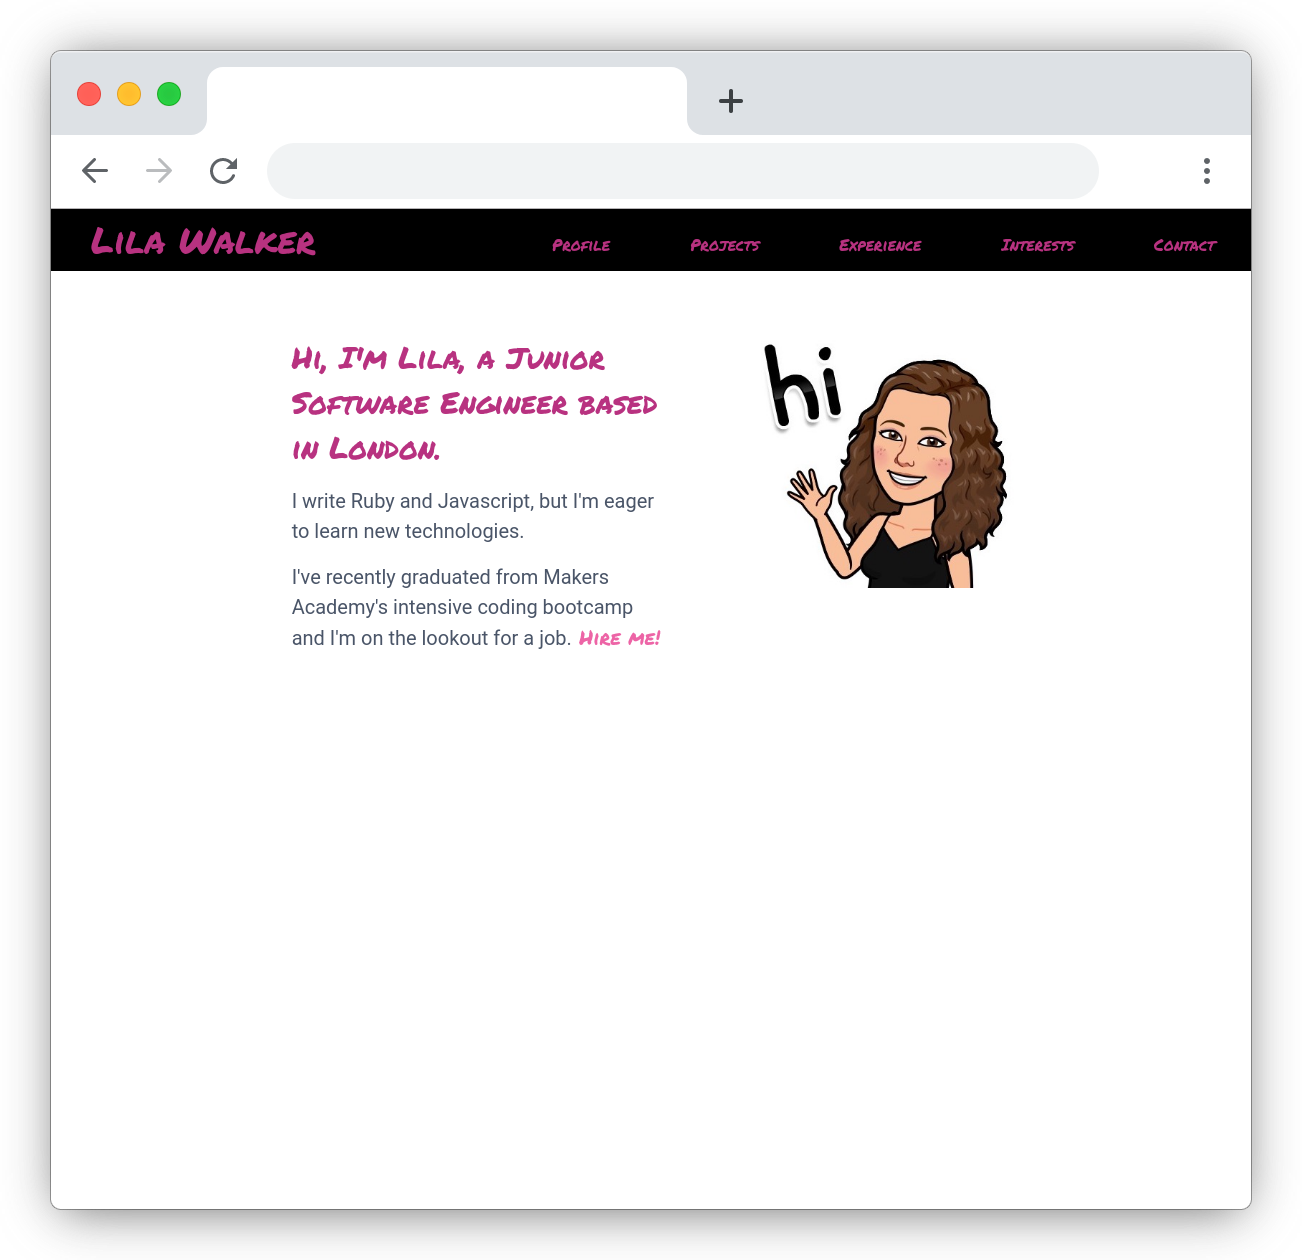 Lila Walker
Profile
Projects
Experience
Interests
Contact
Hi, I'm Lila, a Junior
Software Engineer based
in London.
hi
I write Ruby and Javascript, but I'm eager
to learn new technologies.
I've recently graduated from Makers
Academy's intensive coding bootcamp
and I'm on the lookout for a job. Hire me!